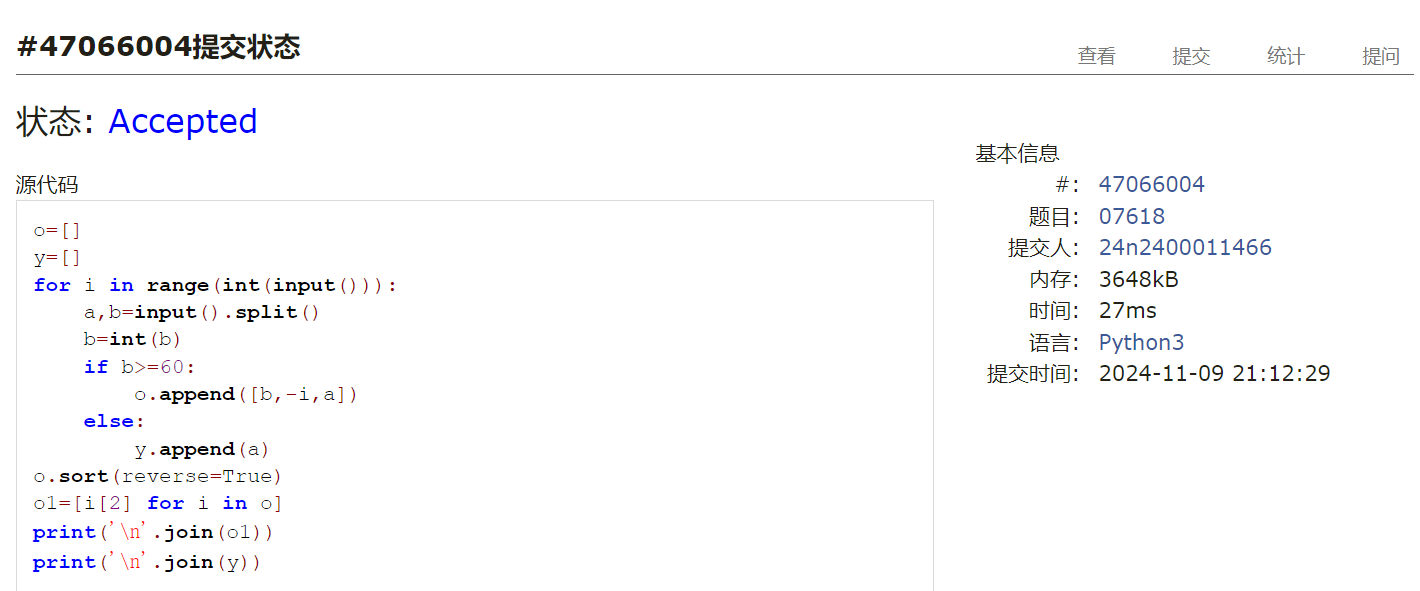 #47066004提交状态
查看 提交 统计 提问
状态: Accepted
源代码
o=[]
y=[]
for i in range(int(input())):
    a,b=input().split()
    b=int(b)
    if b>=60:
        o.append([b,-i,a])
    else:
        y.append(a)
o.sort(reverse=True)
o1=[i[2] for i in o]
print('\n'.join(o1))
print('\n'.join(y))
基本信息
#: 47066004
题目: 07618
提交人: 24n2400011466
内存: 3648kB
时间: 27ms
语言: Python3
提交时间: 2024-11-09 21:12:29